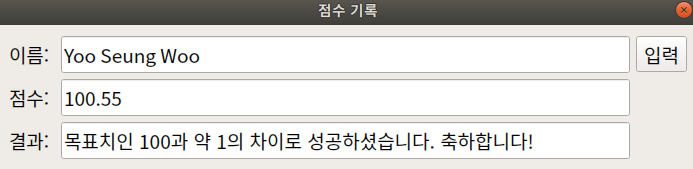 점수 기록
이름: Yoo Seung Woo 입력
점수: 100.55
결과: 목표치인 100과 약 1의 차이로 성공하셨습니다. 축하합니다!